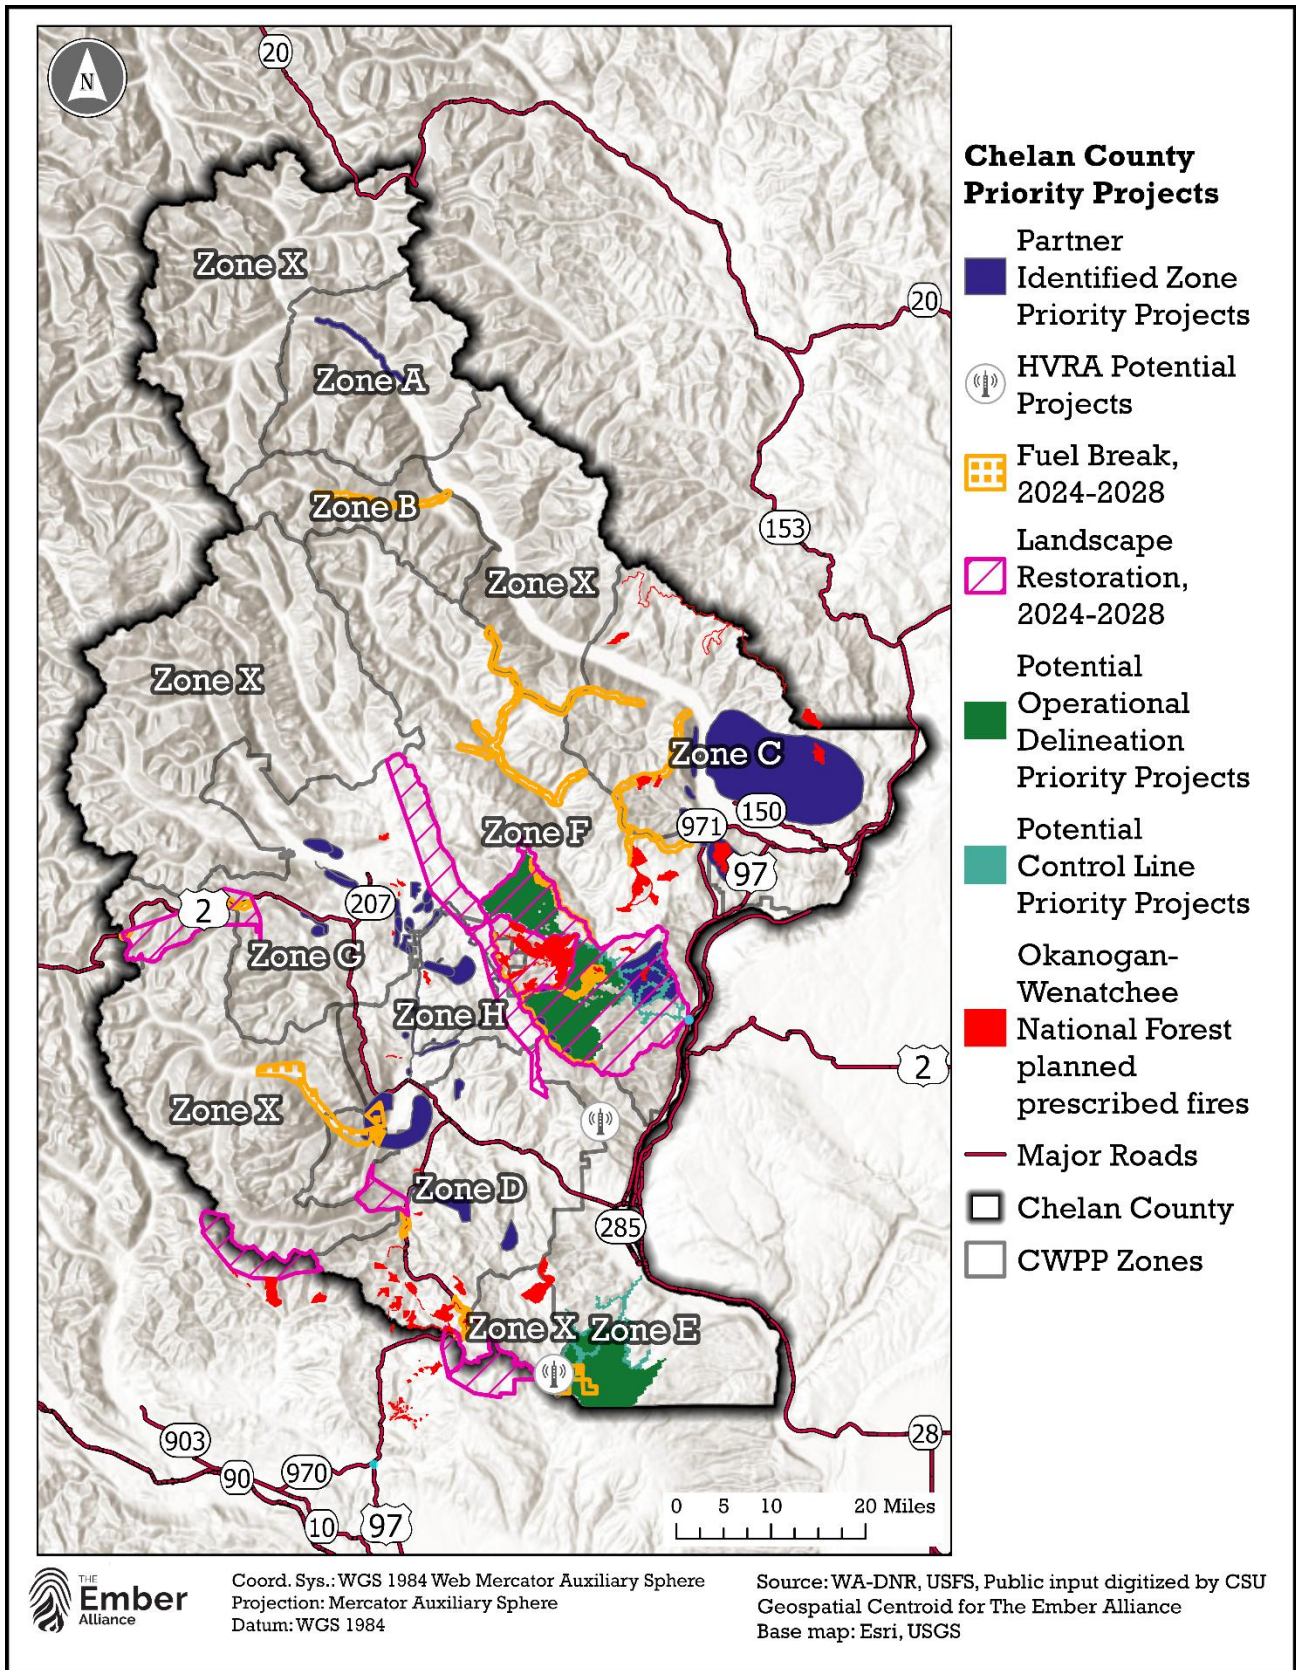 20
N
Zone X
20
Zone A
Zone B
153
Zone X
Zone X
Zone C
150
971
Zone F
97
207
2
Zone G
Zone H
2
Zone X
Zone D
285
Zone X
Zone E
903
90
970
28
10
97
0 5 10 20 Miles
Chelan County
Priority Projects
Partner
Identified Zone
Priority Projects
HVRA Potential
Projects
Fuel Break,
2024-2028
Landscape
Restoration,
2024-2028
Potential
Operational
Delineation
Priority Projects
Potential
Control Line
Priority Projects
Okanogan-
Wenatchee
National Forest
planned
prescribed fires
Major Roads
Chelan County
CWPP Zones
THE
Ember
Alliance
Coord. Sys.: WGS 1984 Web Mercator Auxiliary Sphere
Projection: Mercator Auxiliary Sphere
Datum: WGS 1984
Source: WA-DNR, USFS, Public input digitized by CSU
Geospatial Centroid for The Ember Alliance
Base map: Esri, USGS